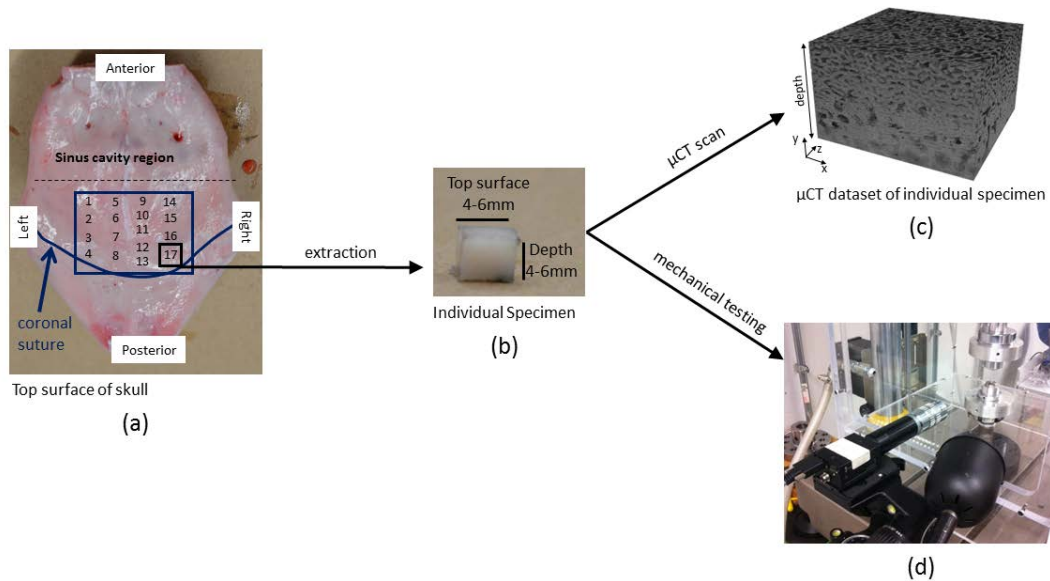 Anterior
Sinus cavity region
1 5 9 14
2 6 10 15
11
3 7 16
4 8 12 17
13
Left
Right
coronal
suture
Posterior
Top surface of skull
(a)
extraction
Top surface
4-6mm
Depth
4-6mm
Individual Specimen
(b)
μCT scan
mechanical testing
depth
y
z
x
μCT dataset of individual specimen
(c)
(d)